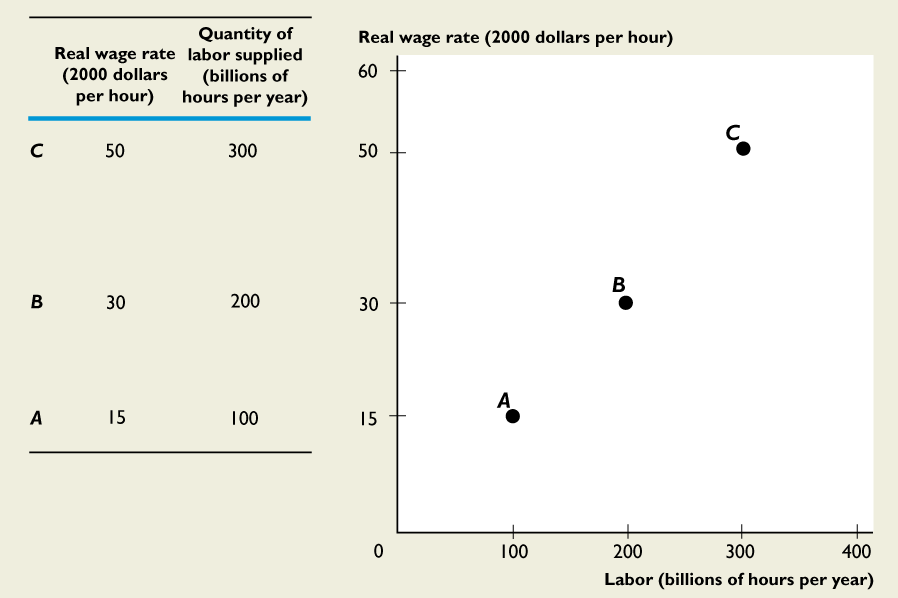 Real wage rate
(2000 dollars
per hour)
Quantity of
labor supplied
(billions of
hours per year)
C 50 300
B 30 200
A 15 100
Real wage rate (2000 dollars per hour)
60
50
30
15
0
C
B
A
100 200 300 400
Labor (billions of hours per year)